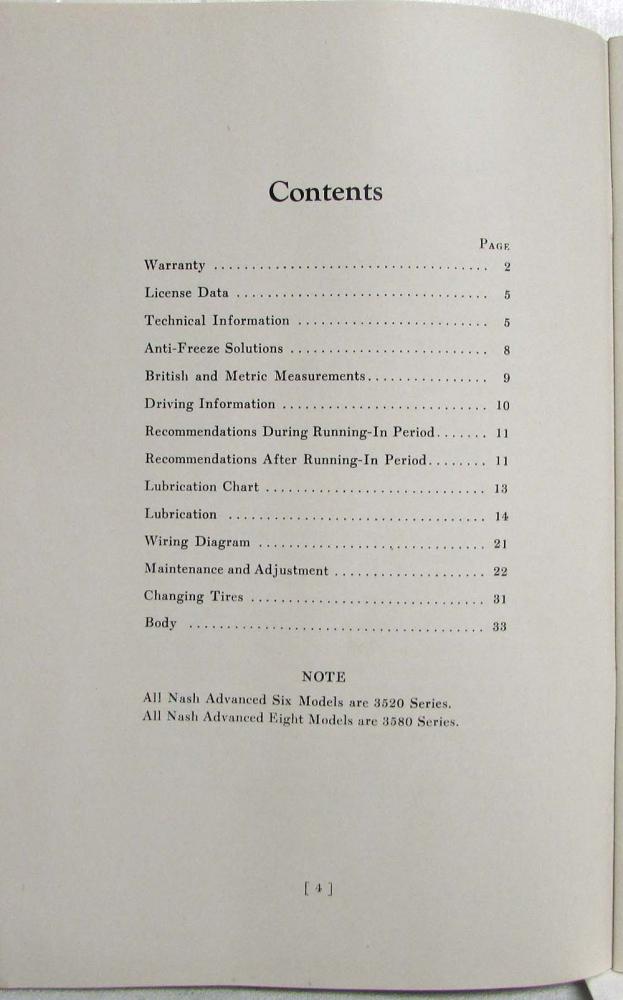 Contents
PAGE
Warranty .................................... 2
License Data ................................. 5
Technical Information ......................... 5
Anti-Freeze Solutions .......................... 8
British and Metric Measurements................ 9
Driving Information ........................... 10
Recommendations During Running-In Period....... 11
Recommendations After Running-In Period........ 11
Lubrication Chart ............................. 13
Lubrication .................................. 14
Wiring Diagram .............................. 21
Maintenance and Adjustment .................... 22
Changing Tires ............................... 31
Body ....................................... 33
NOTE
All Nash Advanced Six Models are 3520 Series.
All Nash Advanced Eight Models are 3580 Series.
[ 4 ]